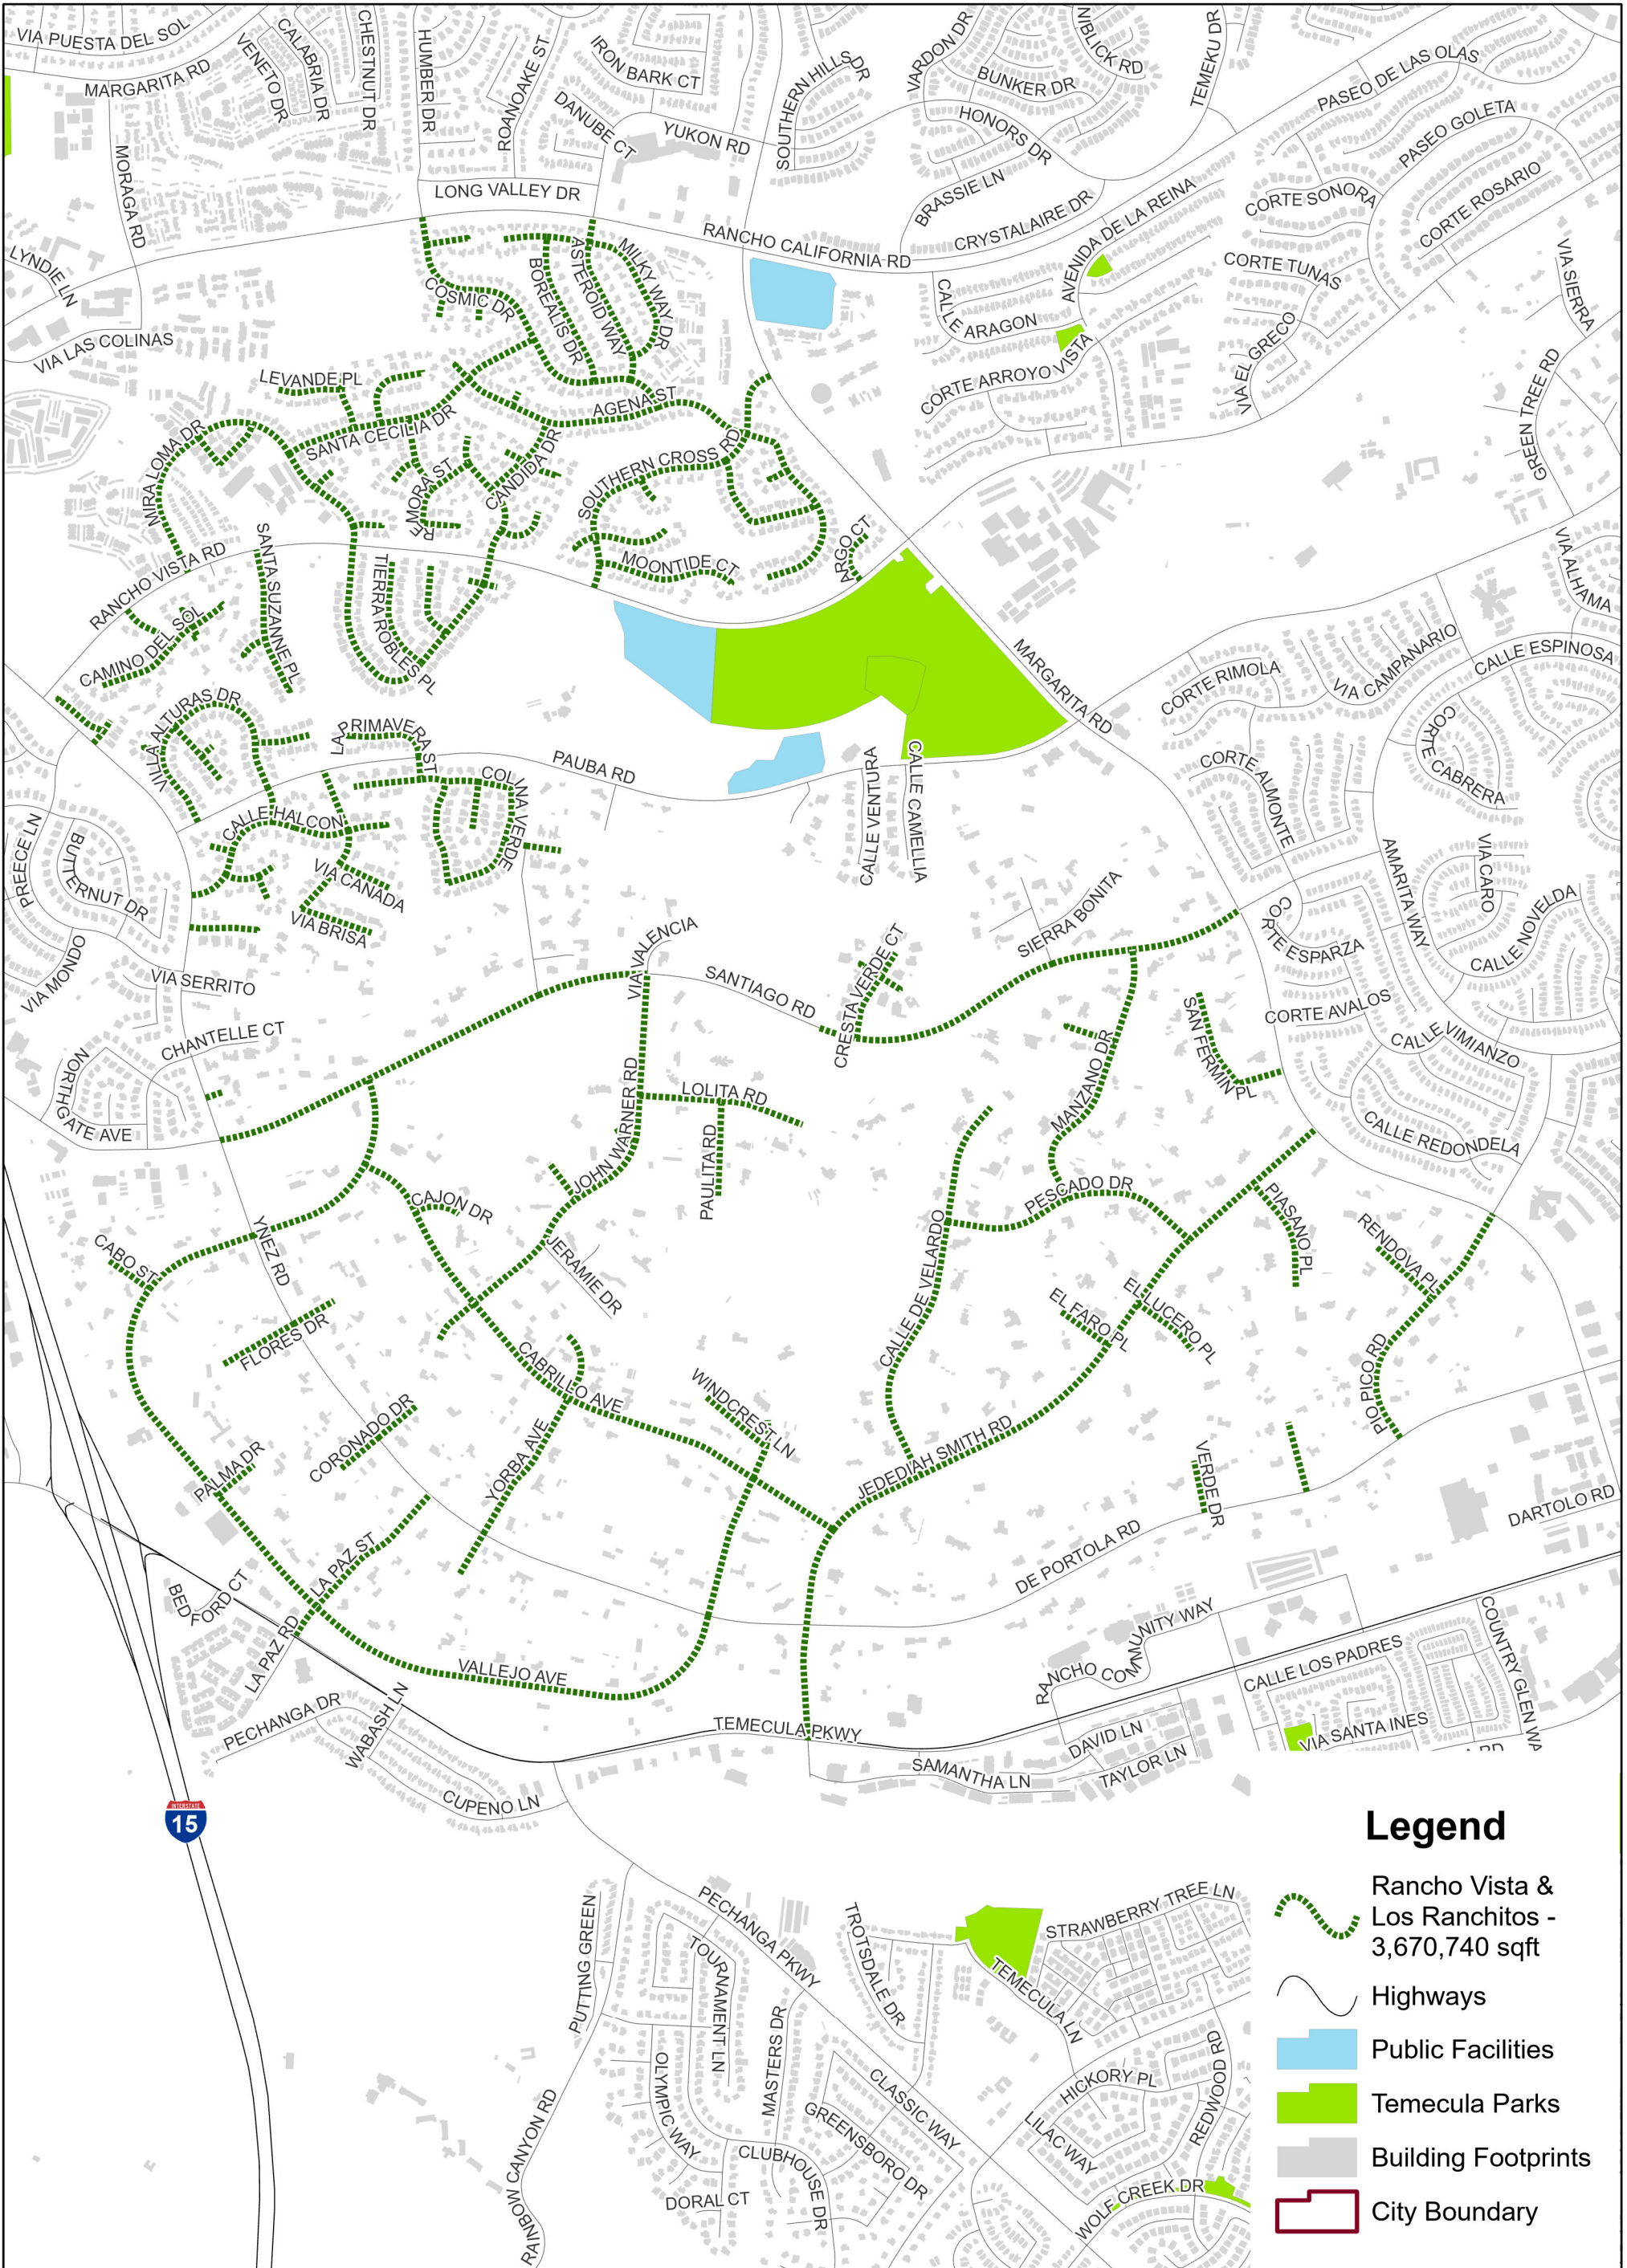 VIA PUESTA DEL SOL
MARGARITA RD
VENETO DR
CALABRIA DR
CHESTNUT DR
HUMBER DR
ROANOAKE ST
IRON BARK CT
DANUBE CT
YUKON RD
SOUTHERN HILLS DR
VARDON DR
BUNKER DR
NIBLICK RD
TEMEKU DR
HONORS DR
PASEO DE LAS OLAS
PASEO GOLETA
MORAGA RD
LONG VALLEY DR
BRASSIE LN
CRYSTALAIRE DR
AVENIDA DE LA REINA
CORTE SONORA
CORTE ROSARIO
LYNDIE LN
RANCHO CALIFORNIA RD
CORTE TUNAS
VIA SIERRA
COSMIC DR
BOREALIS DR
ASTEROID WAY
MILKY WAY DR
CALLE ARAGON
VIA LAS COLINAS
CORTE ARROYO VISTA
VIA EL GRECO
GREEN TREE RD
LEVANDE PL
AGENA ST
SANTA CECILIA DR
MIRA LOMA DR
REMORA ST
CANDIDA DR
SOUTHERN CROSS RD
ARGO CT
MOONTIDE CT
RANCHO VISTA RD
SANTA SUZANNE PL
TIERRA ROBLES PL
CAMINO DEL SOL
VIA ALHAMA
MARGARITA RD
CORTE RIMOLA
VIA CAMPANARIO
CALLE ESPINOSA
VILLA ALTURAS DR
LA PRIMAVERA ST
PAUBA RD
COLINA VERDE
CALLE VENTURA
CALLE CAMELLIA
CORTE ALMONTE
CORTE CABRERA
CALLE HALCON
PREECE LN
BUTTERNUT DR
VIA CANADA
VIA BRISA
AMARITA WAY
VIA CARO
CALLE NOVELDA
SIERRA BONITA
CORTE ESPARZA
VIA MONDO
VIA SERRITO
VIA VALENCIA
SANTIAGO RD
CRESTA VERDE CT
CHANTELLE CT
SAN FERMIN PL
CORTE AVALOS
CALLE VIMIANZO
NORTHGATE AVE
JOHN WARNER RD
LOLITA RD
PAULITA RD
MANZANO DR
CALLE REDONDELA
CAJON DR
YNEZ RD
CABO ST
JERAMIE DR
PESCADO DR
PIASANO PL
RENDOVA PL
CALLE DE VELARDO
EL FARO PL
EL LUCERO PL
FLORES DR
CABRILLO AVE
WINDCREST LN
PIO PICO RD
CORONADO DR
YORBA AVE
JEDEDIAH SMITH RD
PALMA DR
VERDE DR
DARTOLO RD
LA PAZ ST
DE PORTOLA RD
BEDFORD CT
LA PAZ RD
VALLEJO AVE
RANCHO COMMUNITY WAY
CALLE LOS PADRES
COUNTRY GLEN WA
PECHANGA DR
WABASH LN
TEMECULA PKWY
DAVID LN
VIA SANTA INES
TAYLOR LN
SAMANTHA LN
CUPENO LN
INTERSTATE
15
PUTTING GREEN
PECHANGA PKWY
TOURNAMENT LN
TROTSDALE DR
STRAWBERRY TREE LN
TEMECULA LN
MASTERS DR
OLYMPIC WAY
CLASSIC WAY
GREENSBORO DR
HICKORY PL
REDWOOD RD
LILAC WAY
RAINBOW CANYON RD
CLUBHOUSE DR
DORAL CT
WOLF CREEK DR
Legend
Rancho Vista &
Los Ranchitos -
3,670,740 sqft
Highways
Public Facilities
Temecula Parks
Building Footprints
City Boundary